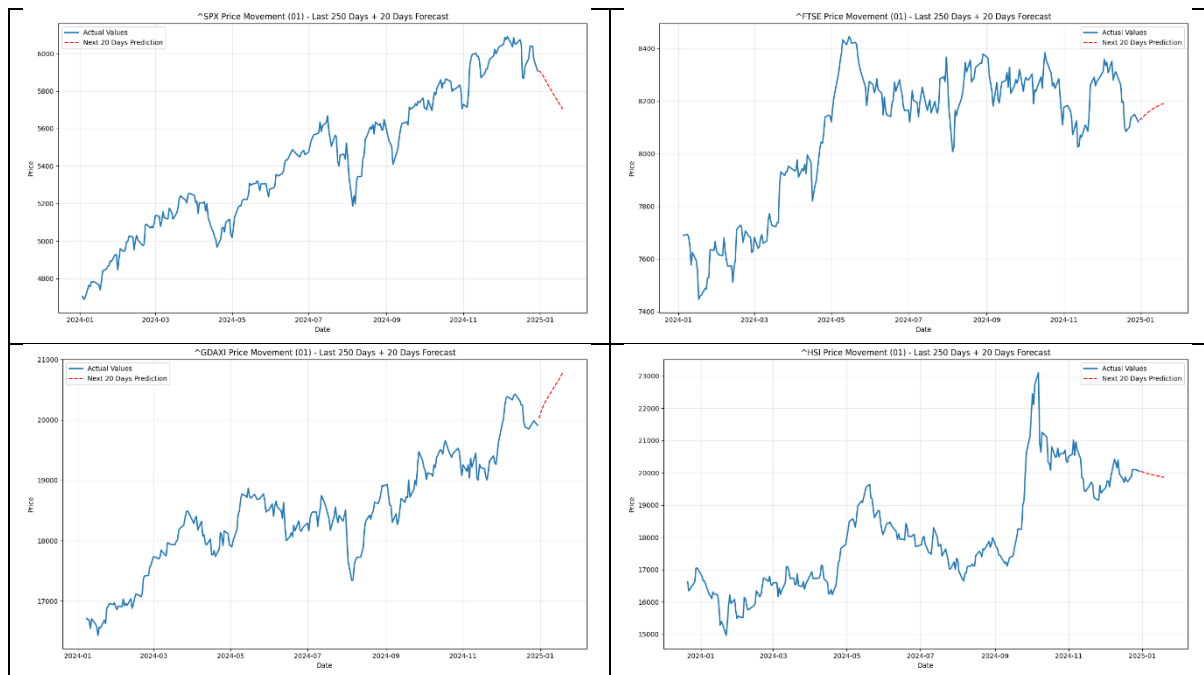 ^SPX Price Movement (01) - Last 250 Days + 20 Days Forecast
Actual Values
Next 20 Days Prediction
6000
5800
5600
5400
5200
5000
4800
Price
2024-01 2024-03 2024-05 2024-07 2024-09 2024-11 2025-01
Date
^FTSE Price Movement (01) - Last 250 Days + 20 Days Forecast
Actual Values
Next 20 Days Prediction
8400
8200
8000
7800
7600
7400
Price
2024-01 2024-03 2024-05 2024-07 2024-09 2024-11 2025-01
Date
^GDAXI Price Movement (01) - Last 250 Days + 20 Days Forecast
Actual Values
Next 20 Days Prediction
21000
20000
19000
18000
17000
Price
2024-01 2024-03 2024-05 2024-07 2024-09 2024-11 2025-01
Date
^HSI Price Movement (01) - Last 250 Days + 20 Days Forecast
Actual Values
Next 20 Days Prediction
23000
22000
21000
20000
19000
18000
17000
16000
15000
Price
2024-01 2024-03 2024-05 2024-07 2024-09 2024-11 2025-01
Date